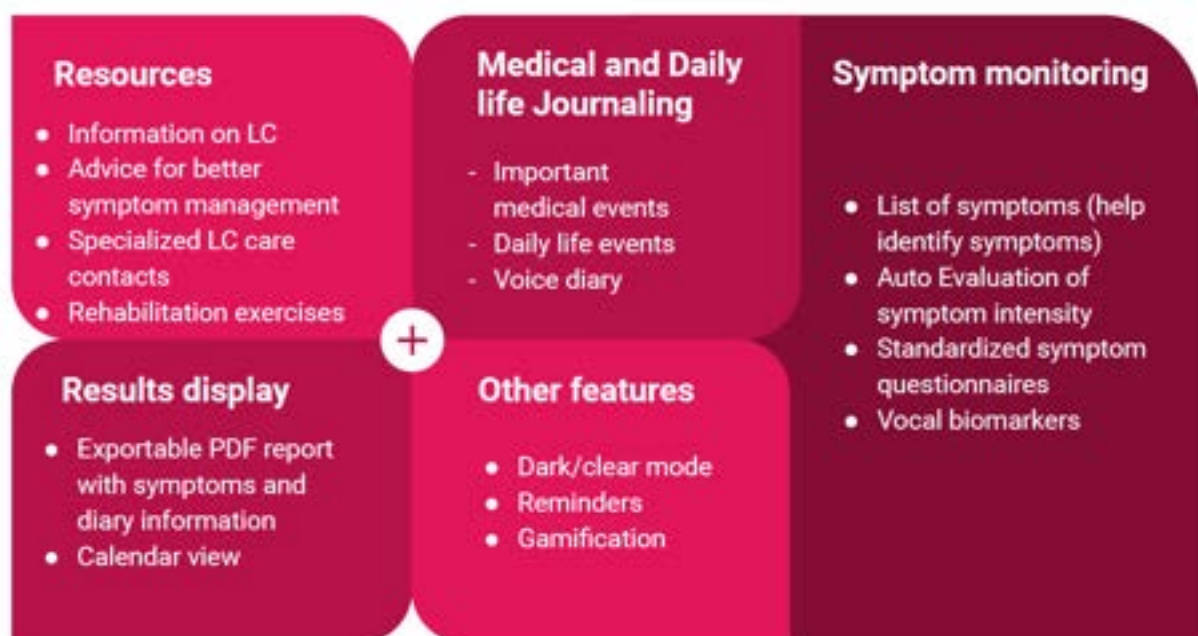 Resources
● Information on LC
● Advice for better
symptom management
● Specialized LC care
contacts
● Rehabilitation exercises
Medical and Daily
life Journaling
- Important
medical events
- Daily life events
- Voice diary
Symptom monitoring
● List of symptoms (help
identify symptoms)
● Auto Evaluation of
symptom intensity
● Standardized symptom
questionnaires
● Vocal biomarkers
+
Results display
● Exportable PDF report
with symptoms and
diary information
● Calendar view
Other features
● Dark/clear mode
● Reminders
● Gamification